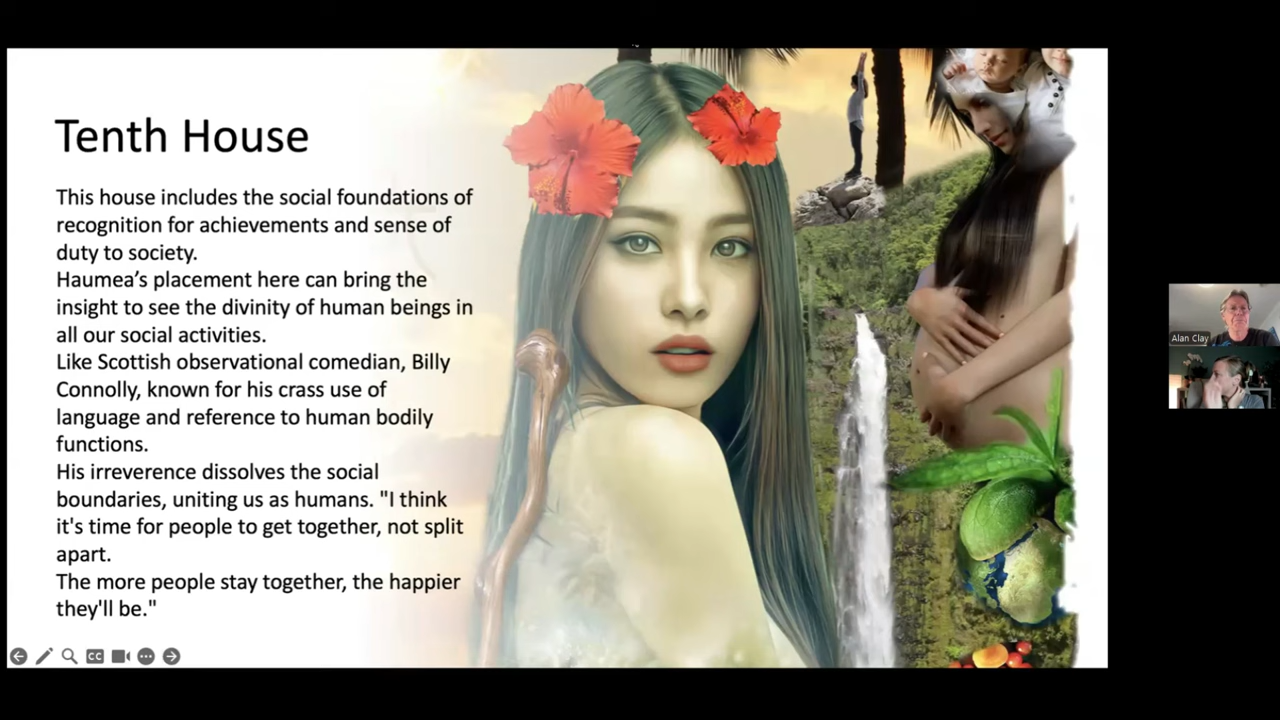 Tenth House
This house includes the social foundations of
recognition for achievements and sense of
duty to society.
Haumea’s placement here can bring the
insight to see the divinity of human beings in
all our social activities.
Like Scottish observational comedian, Billy
Connolly, known for his crass use of
language and reference to human bodily
functions.
His irreverence dissolves the social
boundaries, uniting us as humans. "I think
it's time for people to get together, not split
apart.
The more people stay together, the happier
they'll be."
CC
Alan Clay